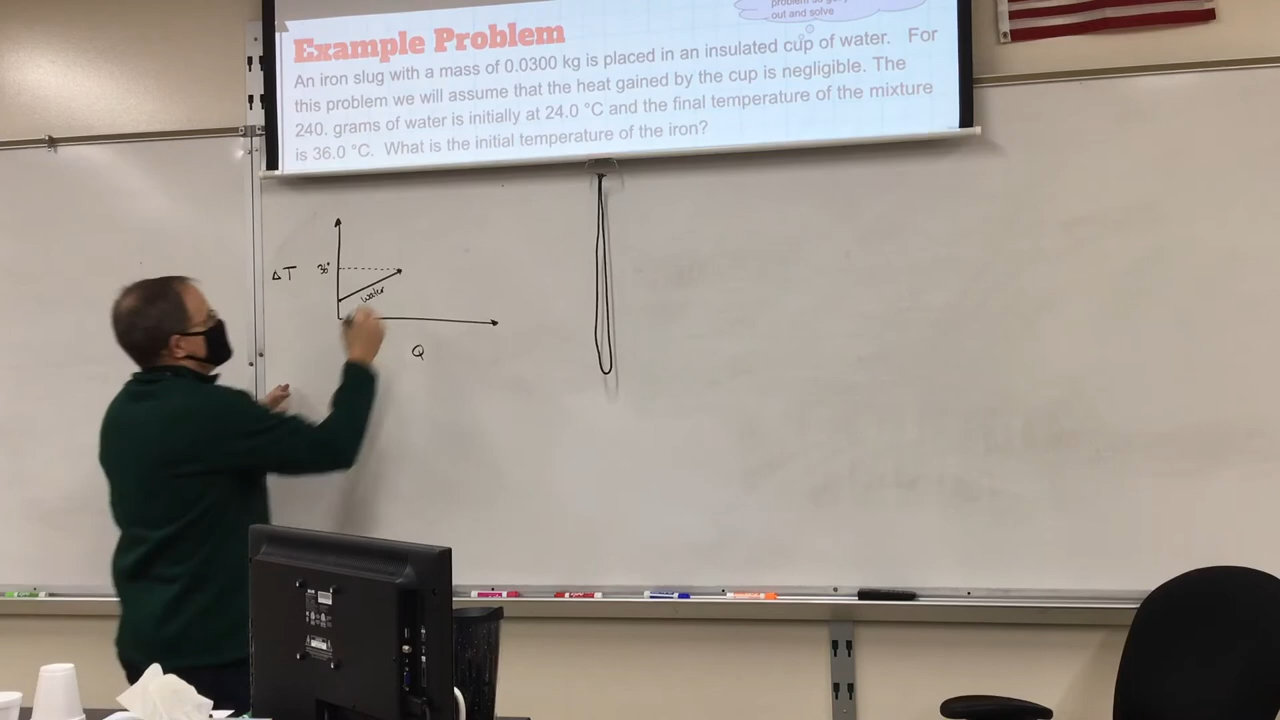 out and solve
Example Problem
An iron slug with a mass of 0.0300 kg is placed in an insulated cup of water. For
this problem we will assume that the heat gained by the cup is negligible. The
240. grams of water is initially at 24.0 °C and the final temperature of the mixture
is 36.0 °C. What is the initial temperature of the iron?
ΔT
36°
water
Q